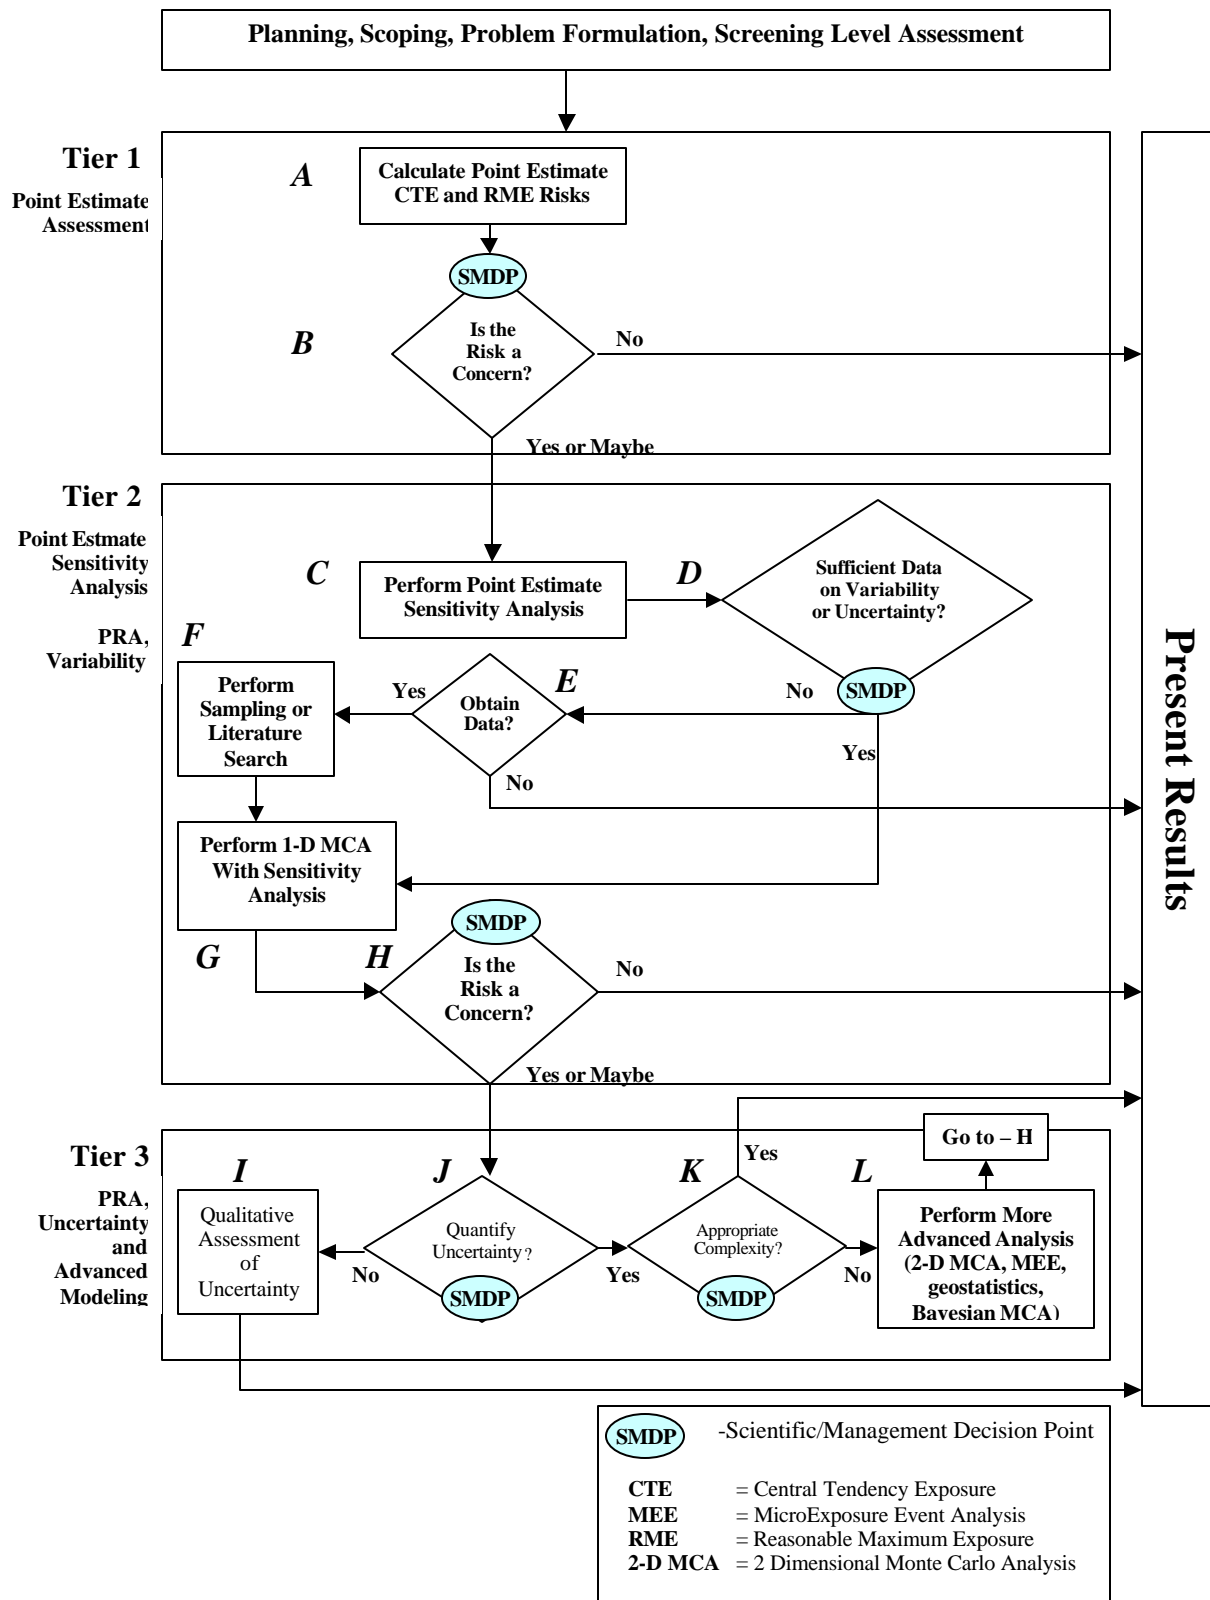 Planning, Scoping, Problem Formulation, Screening Level Assessment
Tier 1
Point Estimate
Assessment
A
Calculate Point Estimate
CTE and RME Risks
SMDP
B
Is the
Risk a
Concern?
No
Yes or Maybe
Tier 2
Point Estmate
Sensitivity
Analysis
PRA,
Variability
C
Perform Point Estimate
Sensitivity Analysis
D
Sufficient Data
on Variability
or Uncertainty?
SMDP
No
Yes
E
Obtain
Data?
Yes
No
F
Perform
Sampling or
Literature
Search
Perform 1-D MCA
With Sensitivity
Analysis
G
H
SMDP
Is the
Risk a
Concern?
No
Yes or Maybe
Present Results
Tier 3
PRA,
Uncertainty
and
Advanced
Modeling
I
Qualitative
Assessment
of
Uncertainty
J
Quantify
Uncertainty?
SMDP
No
Yes
K
Appropriate
Complexity?
SMDP
Yes
No
L
Go to – H
Perform More
Advanced Analysis
(2-D MCA, MEE,
geostatistics,
Bayesian MCA)
SMDP -Scientific/Management Decision Point
CTE = Central Tendency Exposure
MEE = MicroExposure Event Analysis
RME = Reasonable Maximum Exposure
2-D MCA = 2 Dimensional Monte Carlo Analysis